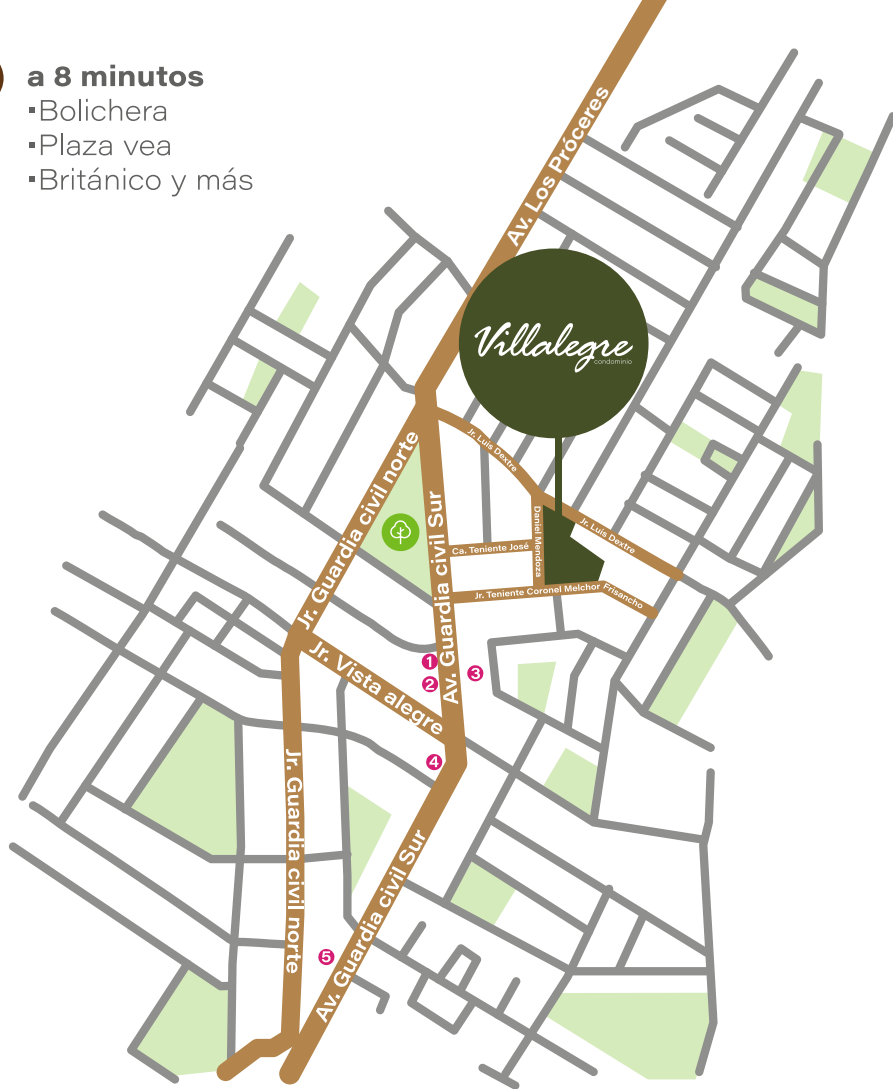 a 8 minutos
▪Bolichera
▪Plaza vea
▪Británico y más
Av. Los Próceres
Villalegre
condominio
Jr. Luis Dextre
Jr. Guardia civil norte
Av. Guardia civil Sur
Daniel Mendoza
Jr. Luis Dextre
Ca. Teniente José
Jr. Teniente Coronel Melchor Frisancho
Jr. Vista alegre
1
2
3
4
Jr. Guardia civil norte
Av. Guardia civil Sur
5